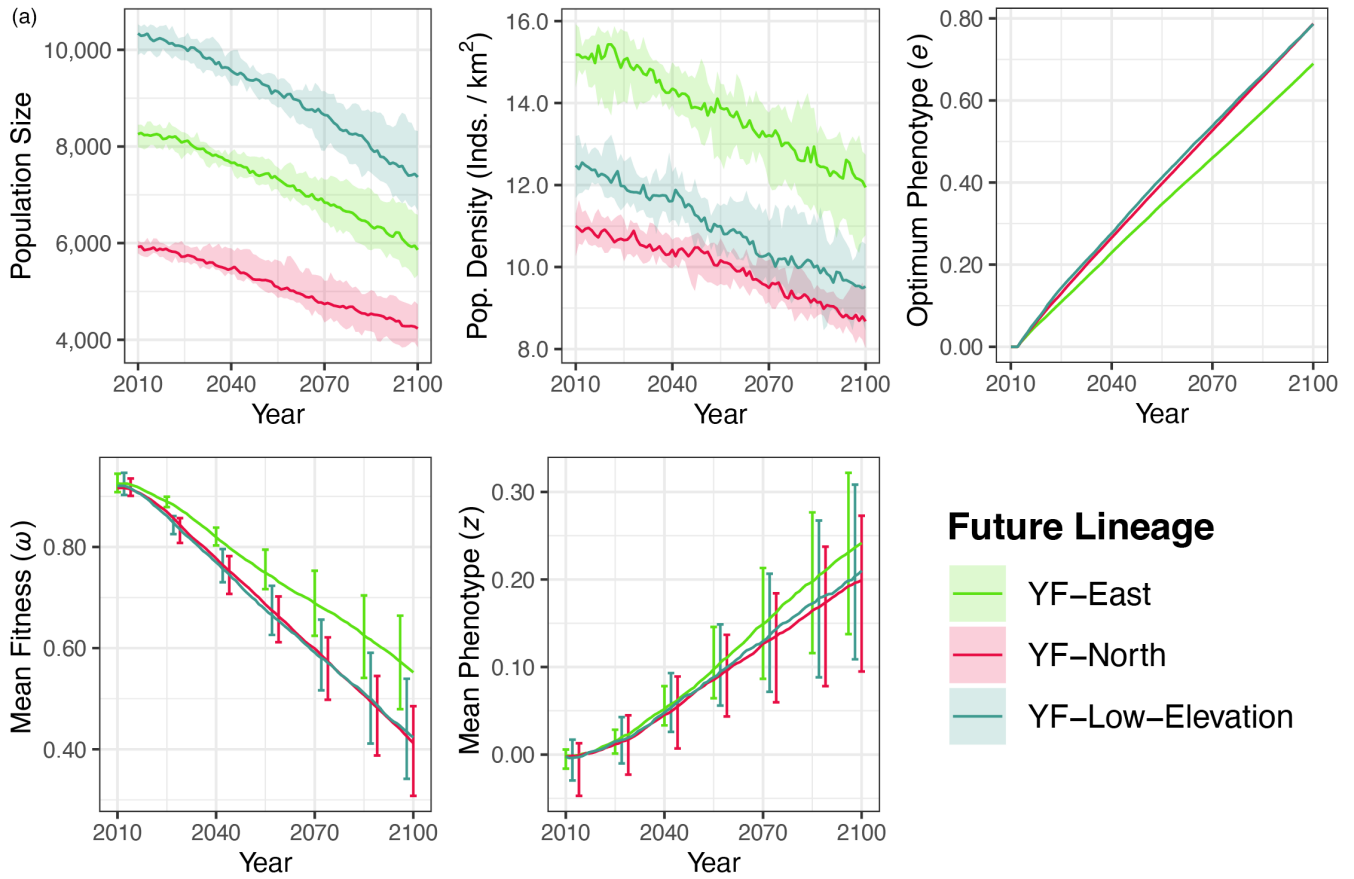 (a)
Population Size
10,000
8,000
6,000
4,000
2010 2040 2070 2100
Year
Pop. Density (Inds. / km²)
16.0
14.0
12.0
10.0
8.0
2010 2040 2070 2100
Year
Optimum Phenotype (e)
0.80
0.60
0.40
0.20
0.00
2010 2040 2070 2100
Year
Mean Fitness (ω)
0.80
0.60
0.40
2010 2040 2070 2100
Year
Mean Phenotype (z)
0.30
0.20
0.10
0.00
2010 2040 2070 2100
Year
Future Lineage
YF−East
YF−North
YF−Low−Elevation